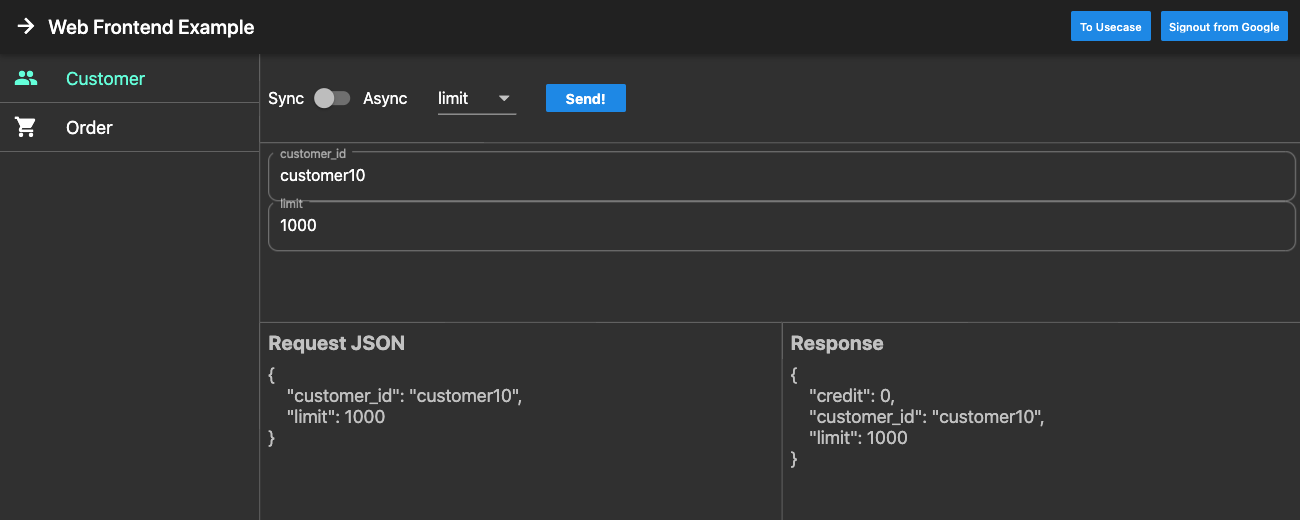 Web Frontend Example
To Usecase
Signout from Google
Customer
Order
Sync
Async
limit
Send!
customer_id
customer10
limit
1000
Request JSON
{
"customer_id": "customer10",
"limit": 1000
}
Response
{
"credit": 0,
"customer_id": "customer10",
"limit": 1000
}